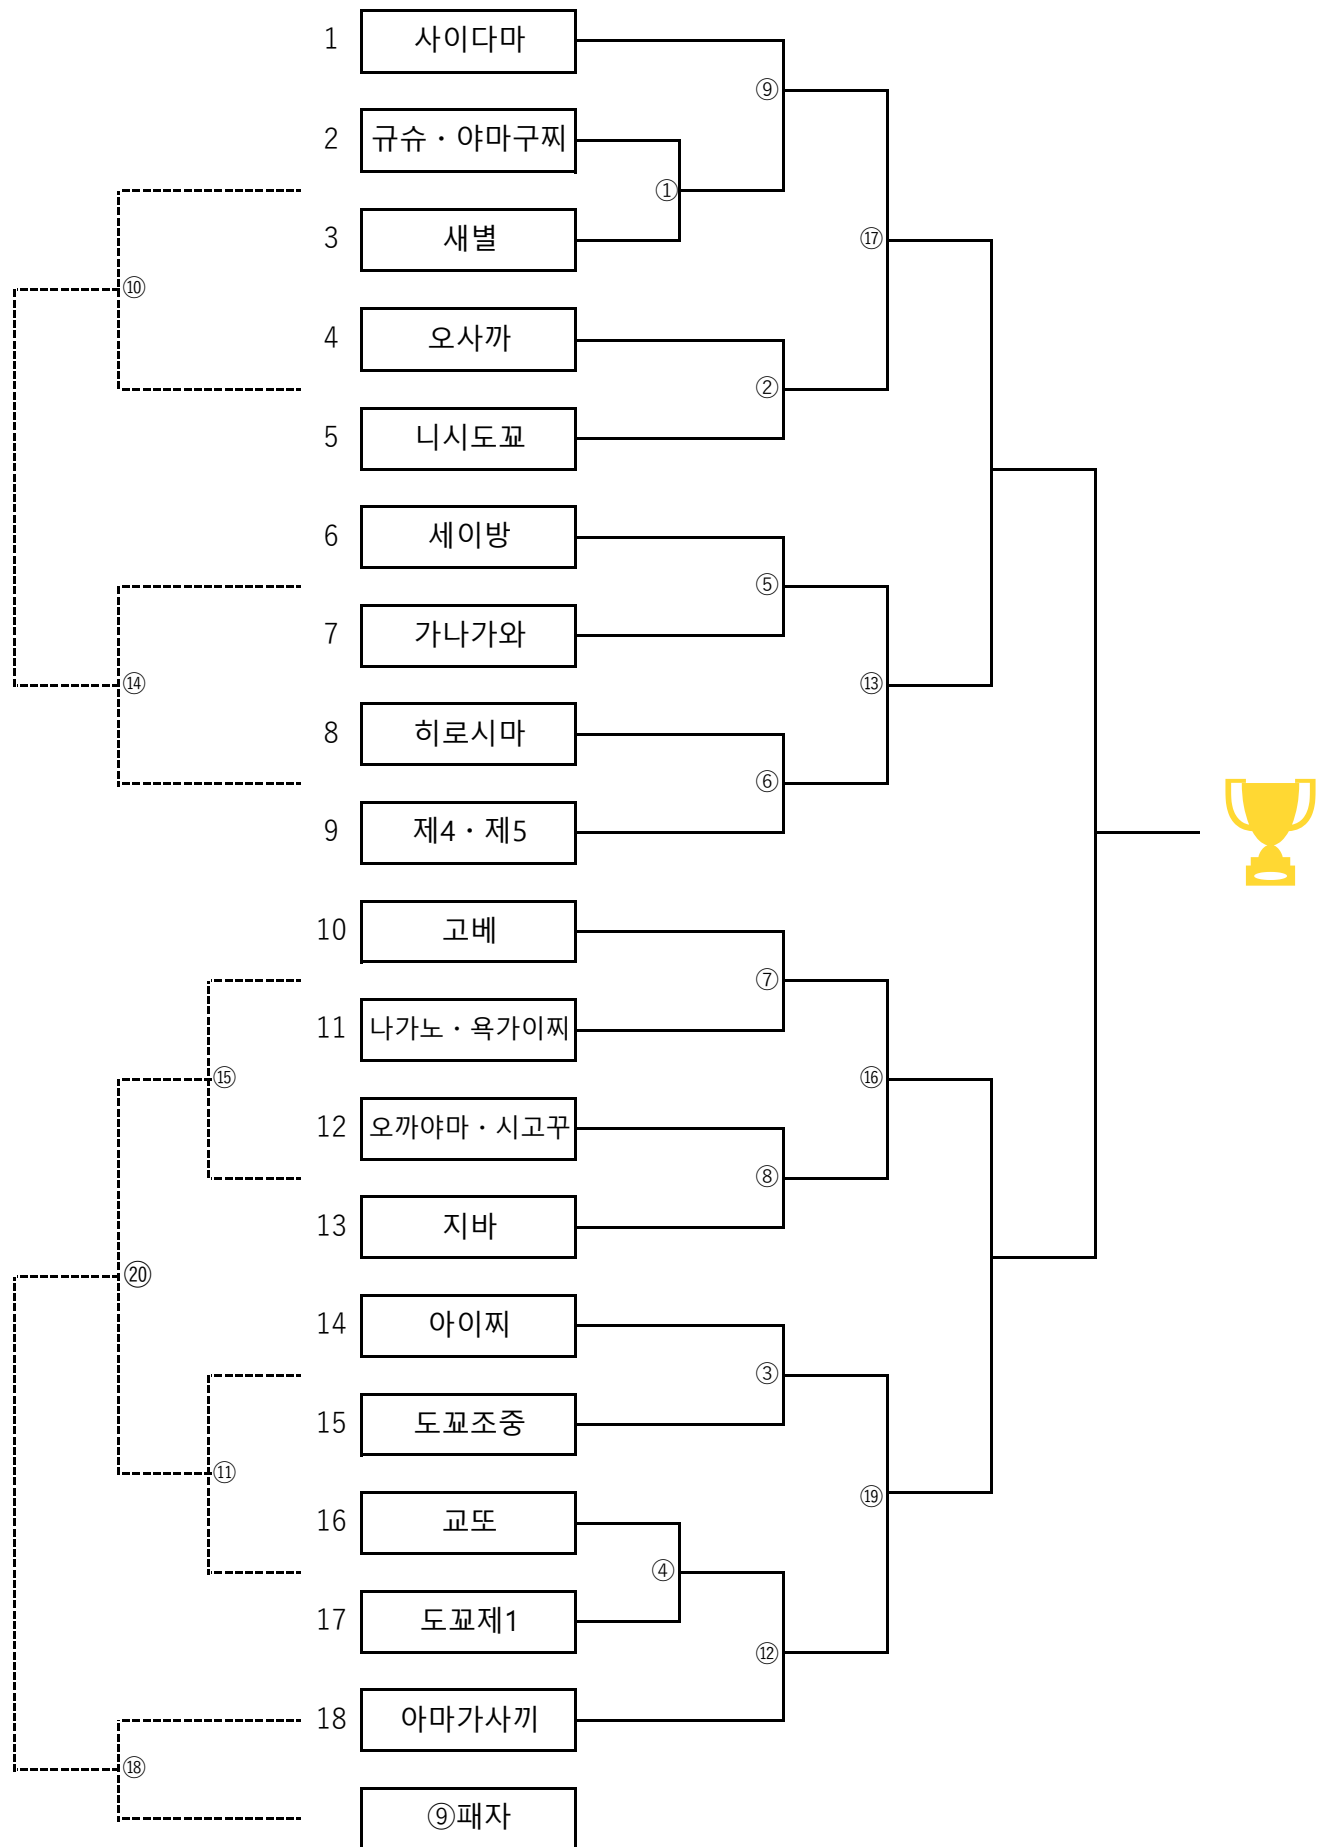 1 사이다마
⑨
2 규슈・야마구찌
①
3 새별
⑰
⑩
4 오사까
②
5 니시도꾜
6 세이방
⑤
7 가나가와
⑭
⑬
8 히로시마
⑥
9 제4・제5
10 고베
⑦
11 나가노・욕가이찌
⑮
⑯
12 오까야마・시고꾸
⑧
13 지바
⑳
14 아이찌
③
15 도꾜조중
⑪
⑲
16 교또
④
17 도꾜제1
⑫
18 아마가사끼
⑱
⑨패자